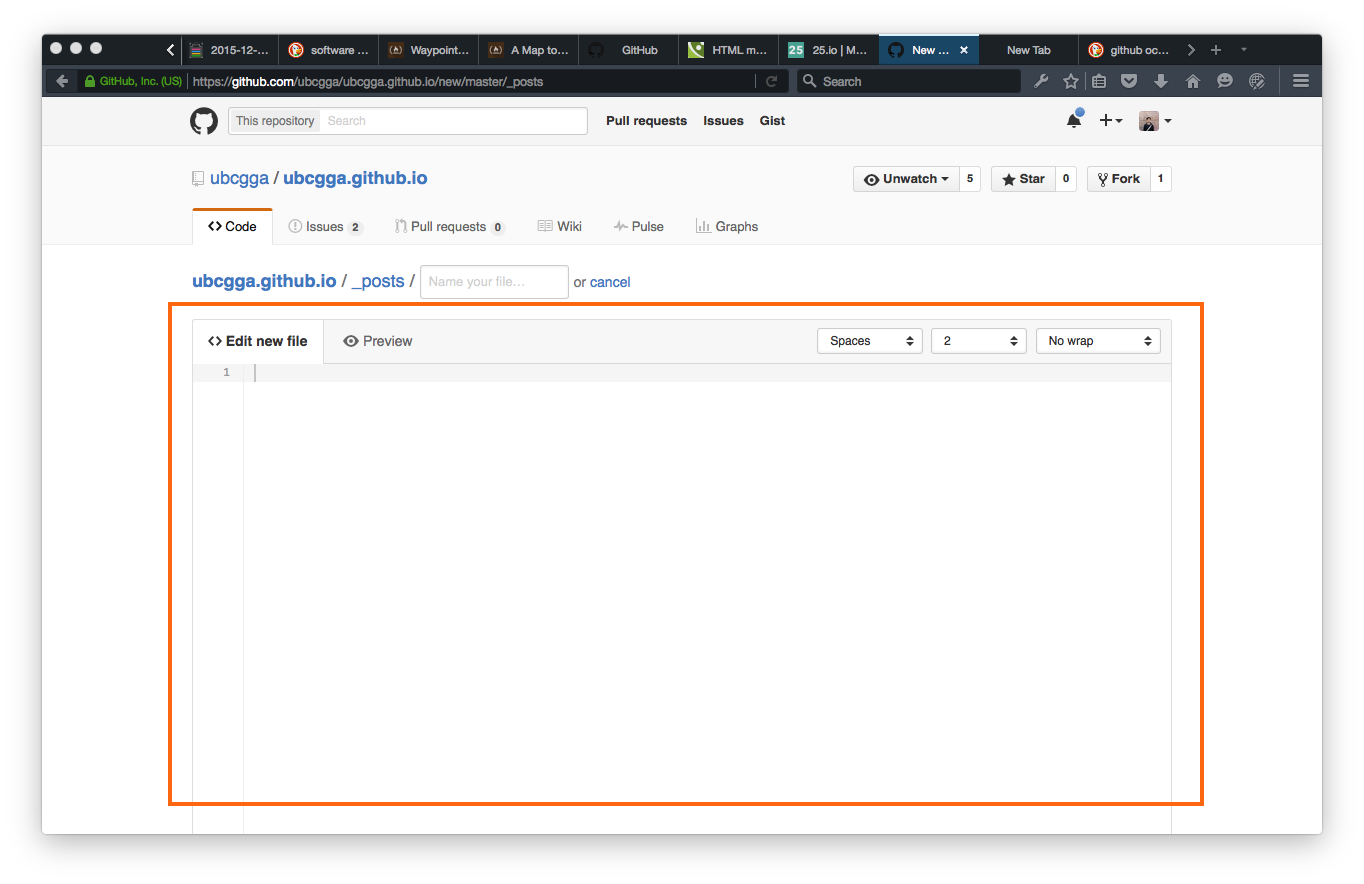 2015-12-... software ... Waypoint... A Map to... GitHub HTML m... 25 25.io | M... New ... × New Tab github oc...
GitHub, Inc. (US) https://github.com/ubcgga/ubcgga.github.io/new/master/_posts Search
This repository Search Pull requests Issues Gist
ubcgga / ubcgga.github.io Unwatch 5 Star 0 Fork 1
Code Issues 2 Pull requests 0 Wiki Pulse Graphs
ubcgga.github.io / _posts / Name your file... or cancel
<> Edit new file Preview Spaces 2 No wrap
1